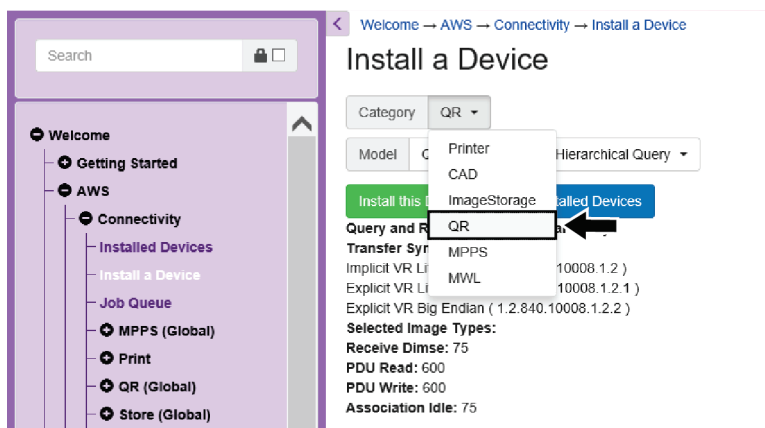 Search
Welcome
Getting Started
AWS
Connectivity
Installed Devices
Install a Device
Job Queue
MPPS (Global)
Print
QR (Global)
Store (Global)
Welcome → AWS → Connectivity → Install a Device
Install a Device
Category QR
Model Hierarchical Query
Printer
CAD
ImageStorage
QR
MPPS
MWL
Install this Devices
Query and
Transfer
Implicit VR 10008.1.2 )
Explicit VR 10008.1.2.1 )
Explicit VR Big Endian ( 1.2.840.10008.1.2.2 )
Selected Image Types:
Receive Dimse: 75
PDU Read: 600
PDU Write: 600
Association Idle: 75